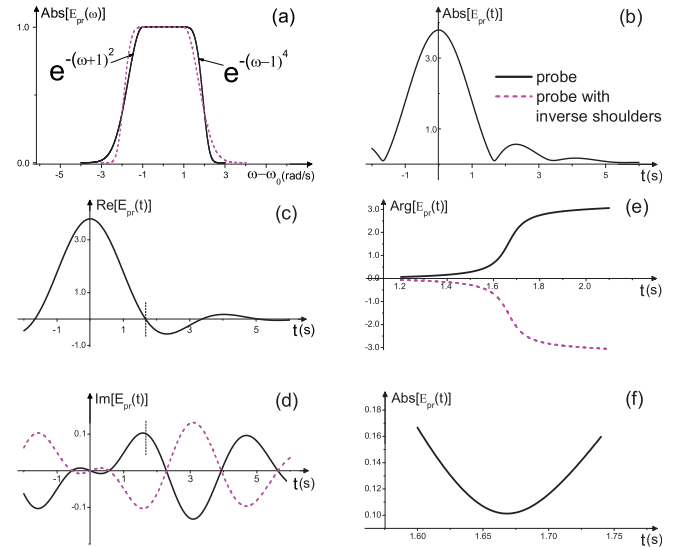 Abs[E_pr(ω)]
(a)
1.0
e^-(ω+1)^2
e^-(ω−1)^4
0.0
-5 -3 -1 1 3
ω−ω_0(rad/s)
Abs[E_pr(t)]
(b)
3.0
probe
probe with
inverse shoulders
1.0
-1 1 3 5
t(s)
Re[E_pr(t)]
(c)
3.0
1.0
-1 1 3 5
t(s)
-1.0
Arg[E_pr(t)]
(e)
3.0
2.0
1.0
0.0
1.2 1.4 1.6 1.8 2.0
t(s)
-1.0
-2.0
-3.0
Im[E_pr(t)]
(d)
0.1
-1 1 3 5
t(s)
-0.1
Abs[E_pr(t)]
(f)
0.18
0.16
0.14
0.12
0.10
1.60 1.65 1.70 1.75
t(s)